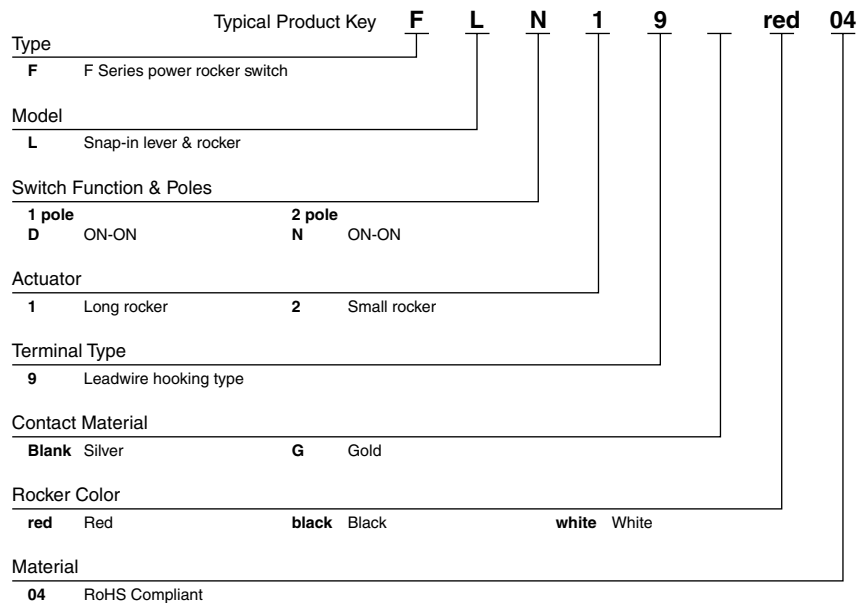 Typical Product Key F L N 1 9 red 04
Type
F F Series power rocker switch
Model
L Snap-in lever & rocker
Switch Function & Poles
1 pole 2 pole
D ON-ON N ON-ON
Actuator
1 Long rocker 2 Small rocker
Terminal Type
9 Leadwire hooking type
Contact Material
Blank Silver G Gold
Rocker Color
red Red black Black white White
Material
04 RoHS Compliant